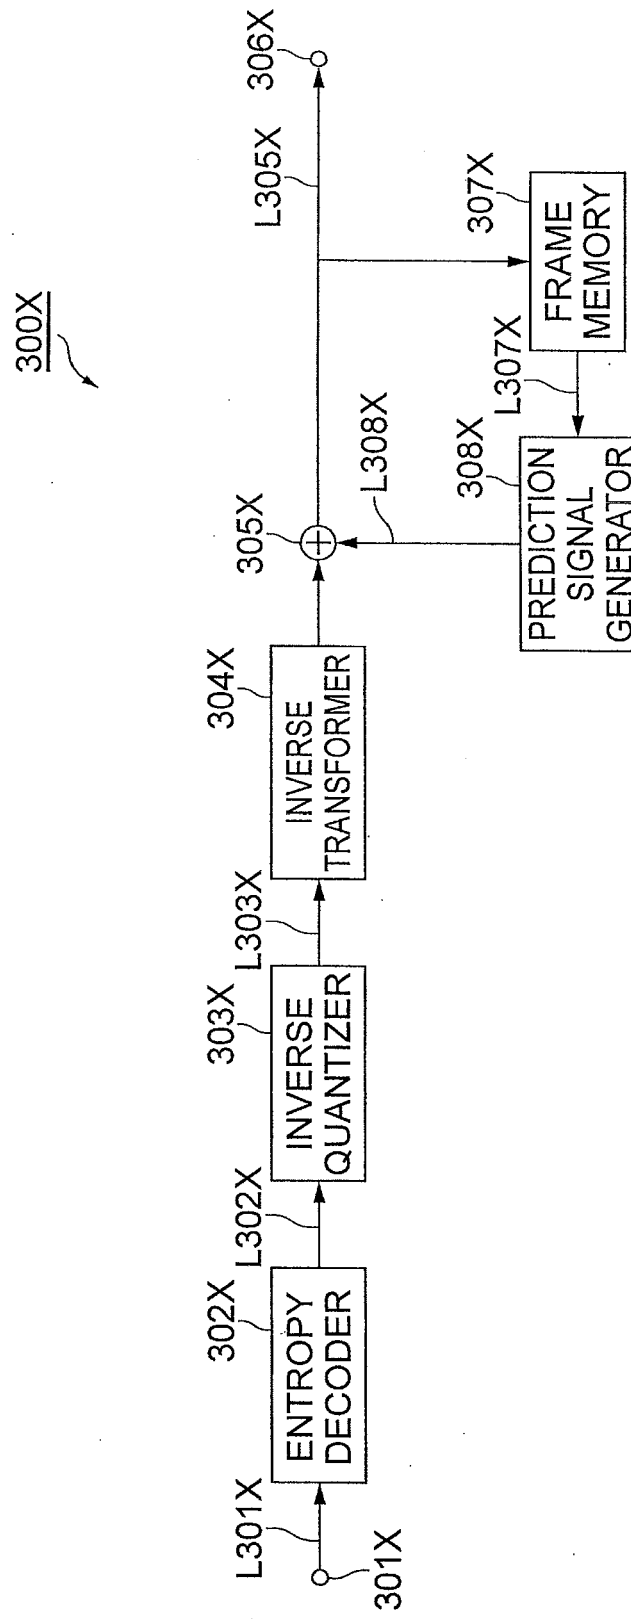 300X
301X
L301X
302X
ENTROPY
DECODER
L302X
303X
INVERSE
QUANTIZER
L303X
304X
INVERSE
TRANSFORMER
305X
L305X
306X
L308X
308X
PREDICTION
SIGNAL
GENERATOR
L307X
307X
FRAME
MEMORY